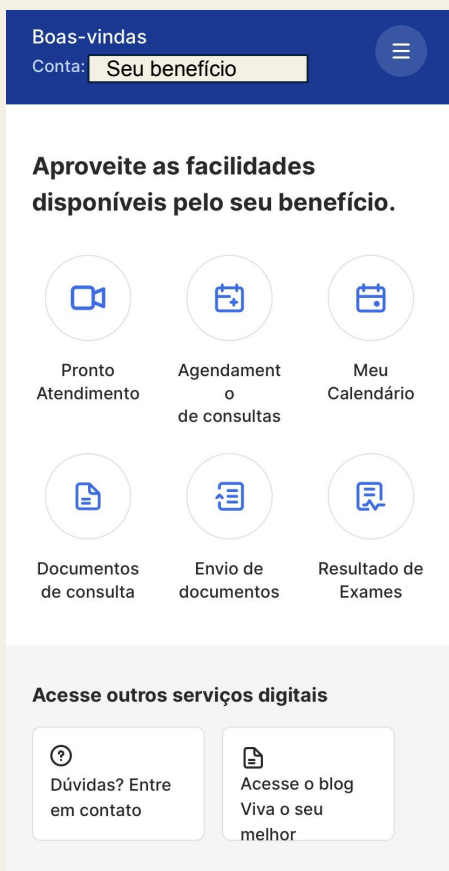 Boas-vindas
Conta: Seu benefício
Aproveite as facilidades
disponíveis pelo seu benefício.
Pronto
Atendimento
Agendament
o
de consultas
Meu
Calendário
Documentos
de consulta
Envio de
documentos
Resultado de
Exames
Acesse outros serviços digitais
Dúvidas? Entre
em contato
Acesse o blog
Viva o seu
melhor